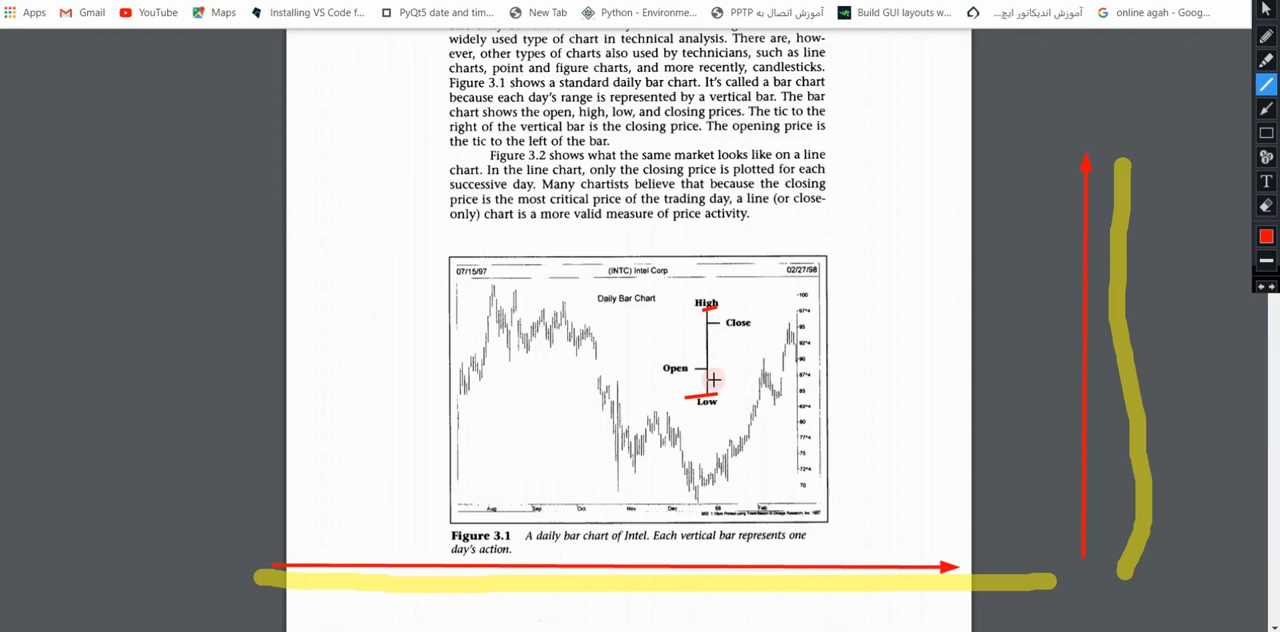 Apps Gmail YouTube Maps Installing VS Code f... PyQt5 date and tim... New Tab Python - Environme... آموزش اتصال به PPTP Build GUI layouts w... آموزش اندیکاتور ایچ... online agah - Goog...
widely used type of chart in technical analysis. There are, how-
ever, other types of charts also used by technicians, such as line
charts, point and figure charts, and more recently, candlesticks.
Figure 3.1 shows a standard daily bar chart. It's called a bar chart
because each day's range is represented by a vertical bar. The bar
chart shows the open, high, low, and closing prices. The tic to the
right of the vertical bar is the closing price. The opening price is
the tic to the left of the bar.
Figure 3.2 shows what the same market looks like on a line
chart. In the line chart, only the closing price is plotted for each
successive day. Many chartists believe that because the closing
price is the most critical price of the trading day, a line (or close-
only) chart is a more valid measure of price activity.
07/15/97 (INTC) Intel Corp 02/27/98
Daily Bar Chart
High
Close
Open
Low
100
95
90
85
80
75
70
Aug Sep Oct Nov Dec 98 Feb
Figure 3.1 A daily bar chart of Intel. Each vertical bar represents one
day's action.
T